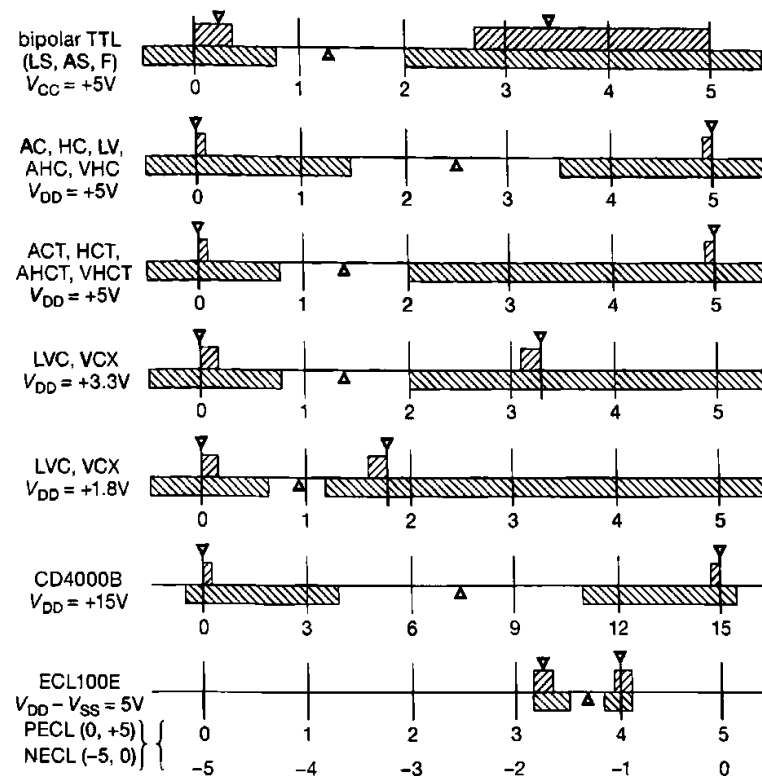 bipolar TTL
(LS, AS, F)
VCC = +5V
0 1 2 3 4 5
AC, HC, LV,
AHC, VHC
VDD = +5V
0 1 2 3 4 5
ACT, HCT,
AHCT, VHCT
VDD = +5V
0 1 2 3 4 5
LVC, VCX
VDD = +3.3V
0 1 2 3 4 5
LVC, VCX
VDD = +1.8V
0 1 2 3 4 5
CD4000B
VDD = +15V
0 3 6 9 12 15
ECL100E
VDD – VSS = 5V
PECL (0, +5) 0 1 2 3 4 5
NECL (–5, 0) –5 –4 –3 –2 –1 0